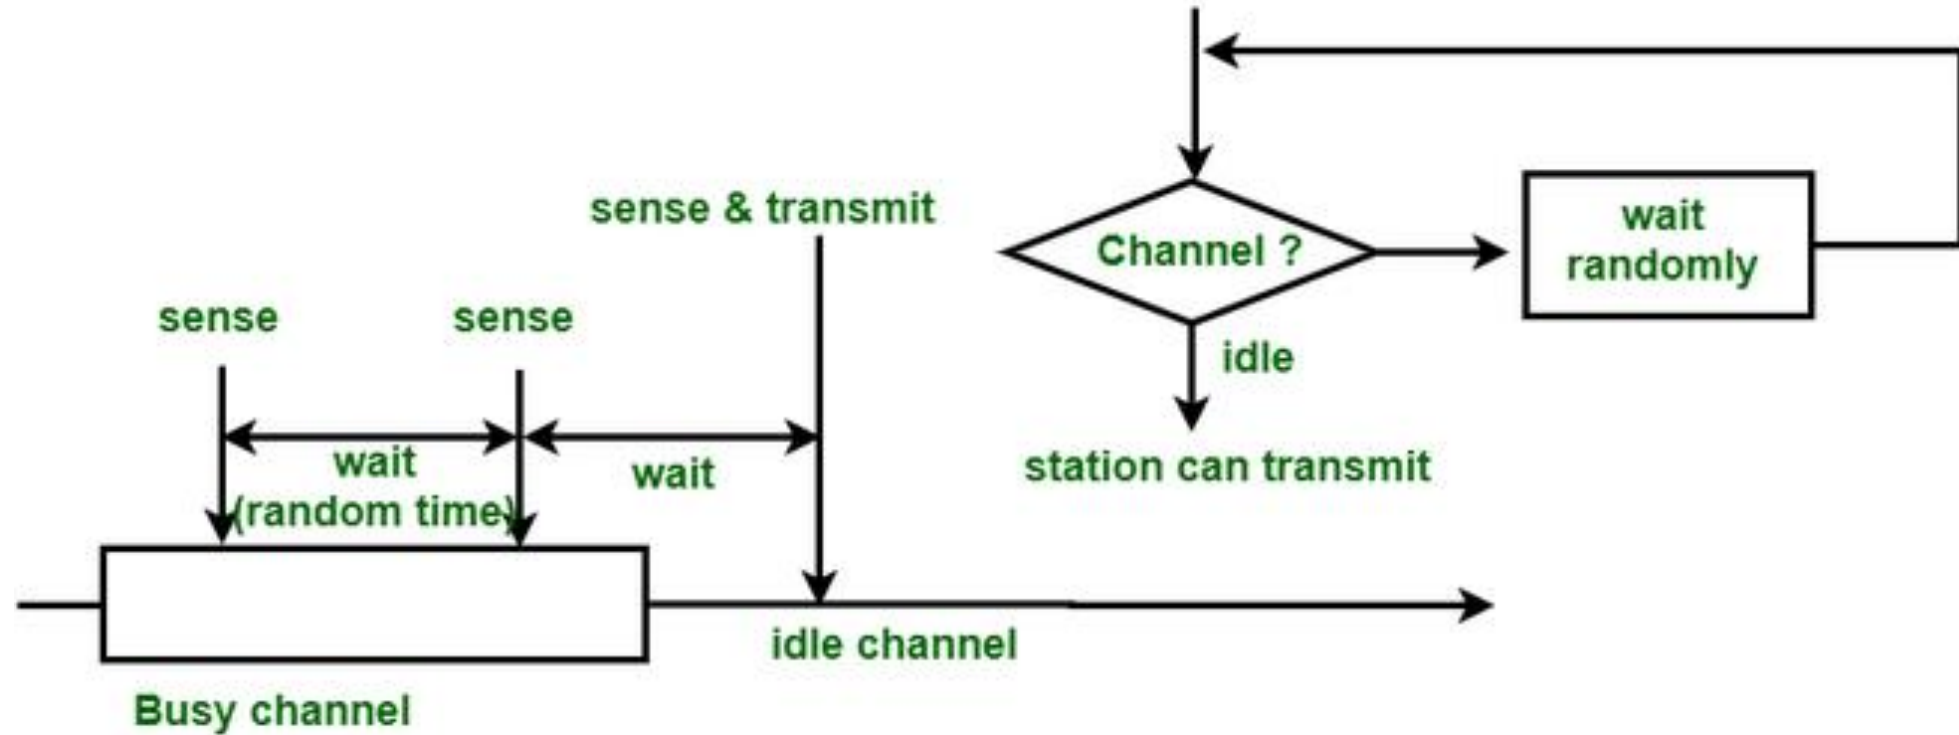 sense & transmit
sense
sense
wait
(random time)
wait
idle channel
Busy channel
Channel ?
wait
randomly
idle
station can transmit